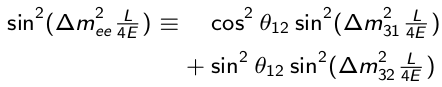 sin²(Δm²ₑₑ L/4E) ≡ cos² θ₁₂ sin²(Δm²₃₁ L/4E)
+ sin² θ₁₂ sin²(Δm²₃₂ L/4E)